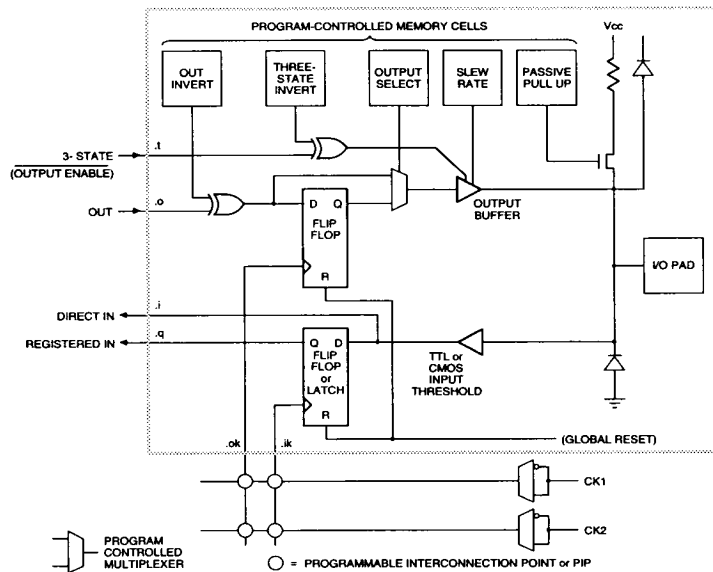 PROGRAM-CONTROLLED MEMORY CELLS
Vcc
OUT
INVERT
THREE-
STATE
INVERT
OUTPUT
SELECT
SLEW
RATE
PASSIVE
PULL UP
3- STATE
(OUTPUT ENABLE)
.t
OUT
.o
D Q
FLIP
FLOP
R
OUTPUT
BUFFER
I/O PAD
DIRECT IN
.i
REGISTERED IN
.q
Q D
FLIP
FLOP
or
LATCH
R
TTL or
CMOS
INPUT
THRESHOLD
.ok
.ik
(GLOBAL RESET)
CK1
CK2
PROGRAM
CONTROLLED
MULTIPLEXER
= PROGRAMMABLE INTERCONNECTION POINT or PIP